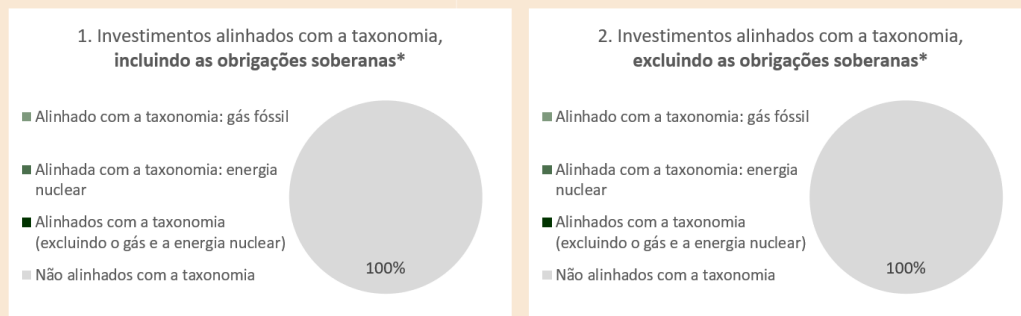 1. Investimentos alinhados com a taxonomia,
incluindo as obrigações soberanas*
Alinhado com a taxonomia: gás fóssil
Alinhada com a taxonomia: energia
nuclear
Alinhados com a taxonomia
(excluindo o gás e a energia nuclear)
Não alinhados com a taxonomia
100%
2. Investimentos alinhados com a taxonomia,
excluindo as obrigações soberanas*
Alinhado com a taxonomia: gás fóssil
Alinhada com a taxonomia: energia
nuclear
Alinhados com a taxonomia
(excluindo o gás e a energia nuclear)
Não alinhados com a taxonomia
100%